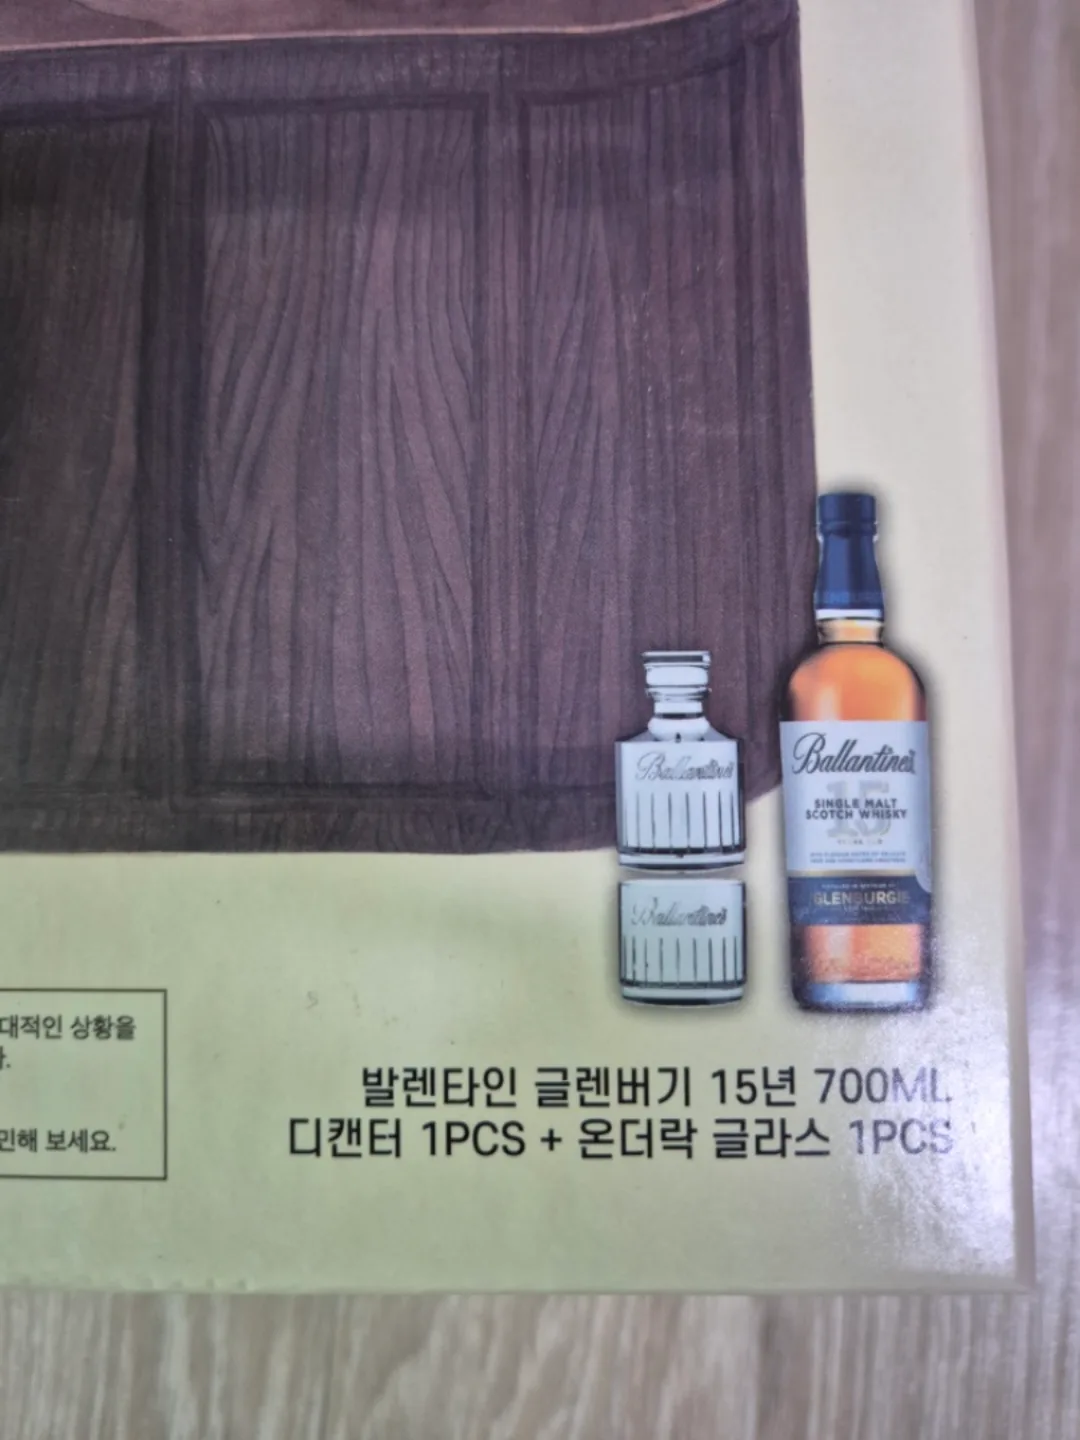 Ballantine's
Ballantine's
Ballantine's
15
SINGLE MALT
SCOTCH WHISKY
GLENBURGIE
대적인 상황을
다.
민해 보세요.
발렌타인 글렌버기 15년 700ML
디캔터 1PCS + 온더락 글라스 1PCS